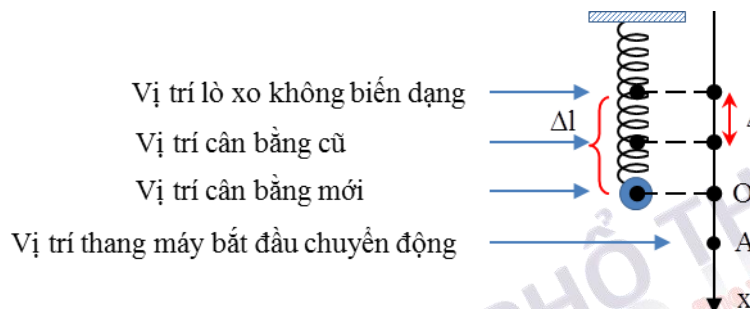 Vị trí lò xo không biến dạng
Δl
Vị trí cân bằng cũ
Vị trí cân bằng mới
O
Vị trí thang máy bắt đầu chuyển động
A
x
PHỔ